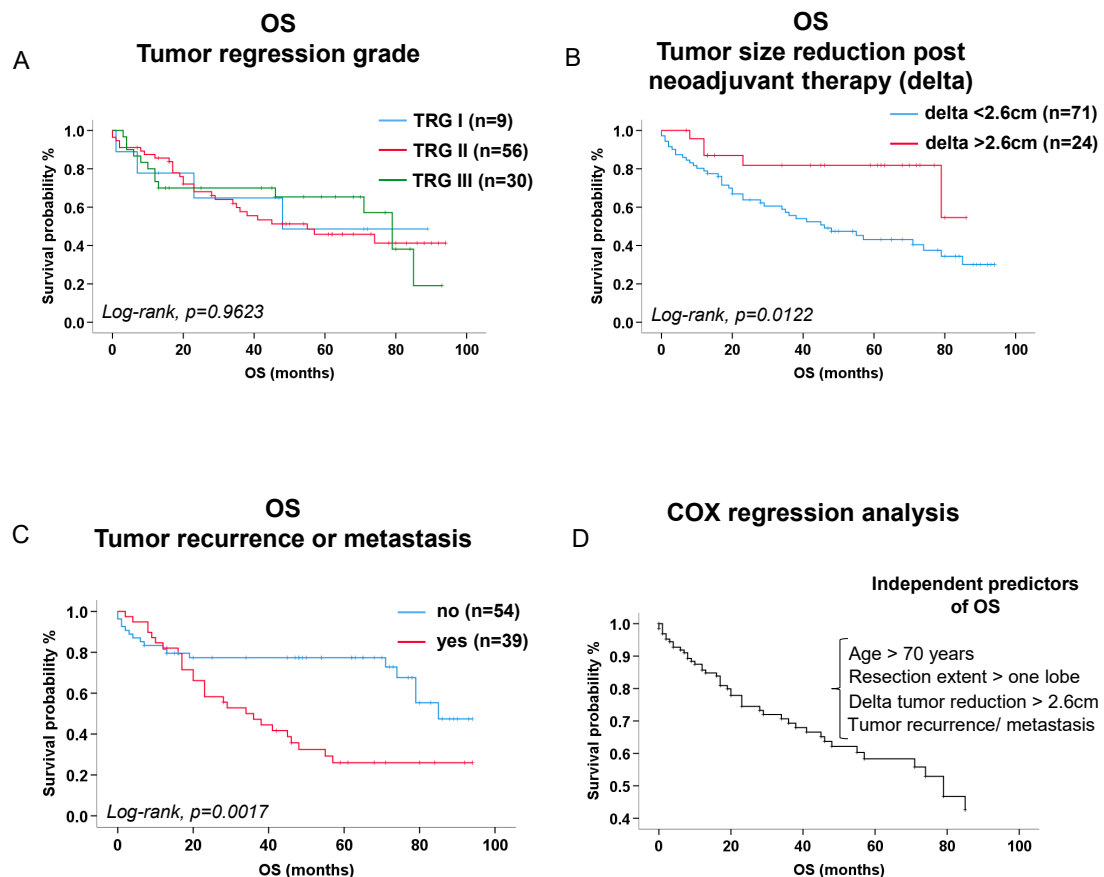 A
OS
Tumor regression grade
TRG I (n=9)
TRG II (n=56)
TRG III (n=30)
Survival probability %
1.0
0.8
0.6
0.4
0.2
0.0
Log-rank, p=0.9623
0 20 40 60 80 100
OS (months)
B
OS
Tumor size reduction post
neoadjuvant therapy (delta)
delta <2.6cm (n=71)
delta >2.6cm (n=24)
Survival probability %
1.0
0.8
0.6
0.4
0.2
0.0
Log-rank, p=0.0122
0 20 40 60 80 100
OS (months)
C
OS
Tumor recurrence or metastasis
no (n=54)
yes (n=39)
Survival probability %
1.0
0.8
0.6
0.4
0.2
0.0
Log-rank, p=0.0017
0 20 40 60 80 100
OS (months)
D
COX regression analysis
Independent predictors
of OS
Age > 70 years
Resection extent > one lobe
Delta tumor reduction > 2.6cm
Tumor recurrence/ metastasis
Survival probability %
1.0
0.9
0.8
0.7
0.6
0.5
0.4
0 20 40 60 80 100
OS (months)